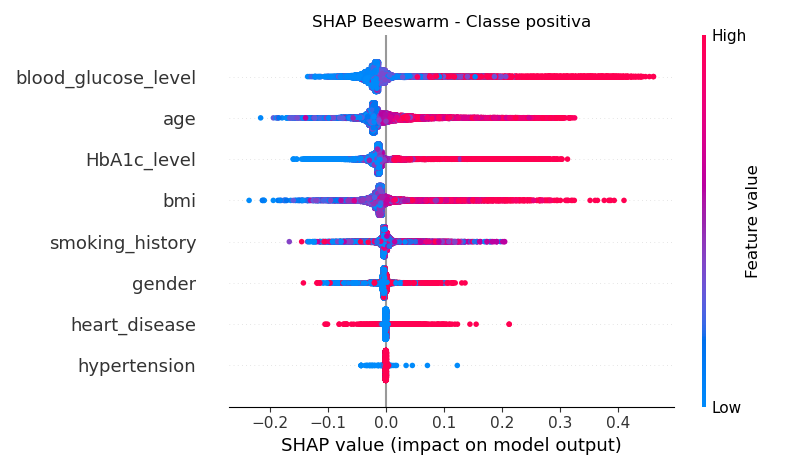 SHAP Beeswarm - Classe positiva
High
blood_glucose_level
age
HbA1c_level
bmi
smoking_history
gender
heart_disease
hypertension
Feature value
Low
−0.2 −0.1 0.0 0.1 0.2 0.3 0.4
SHAP value (impact on model output)